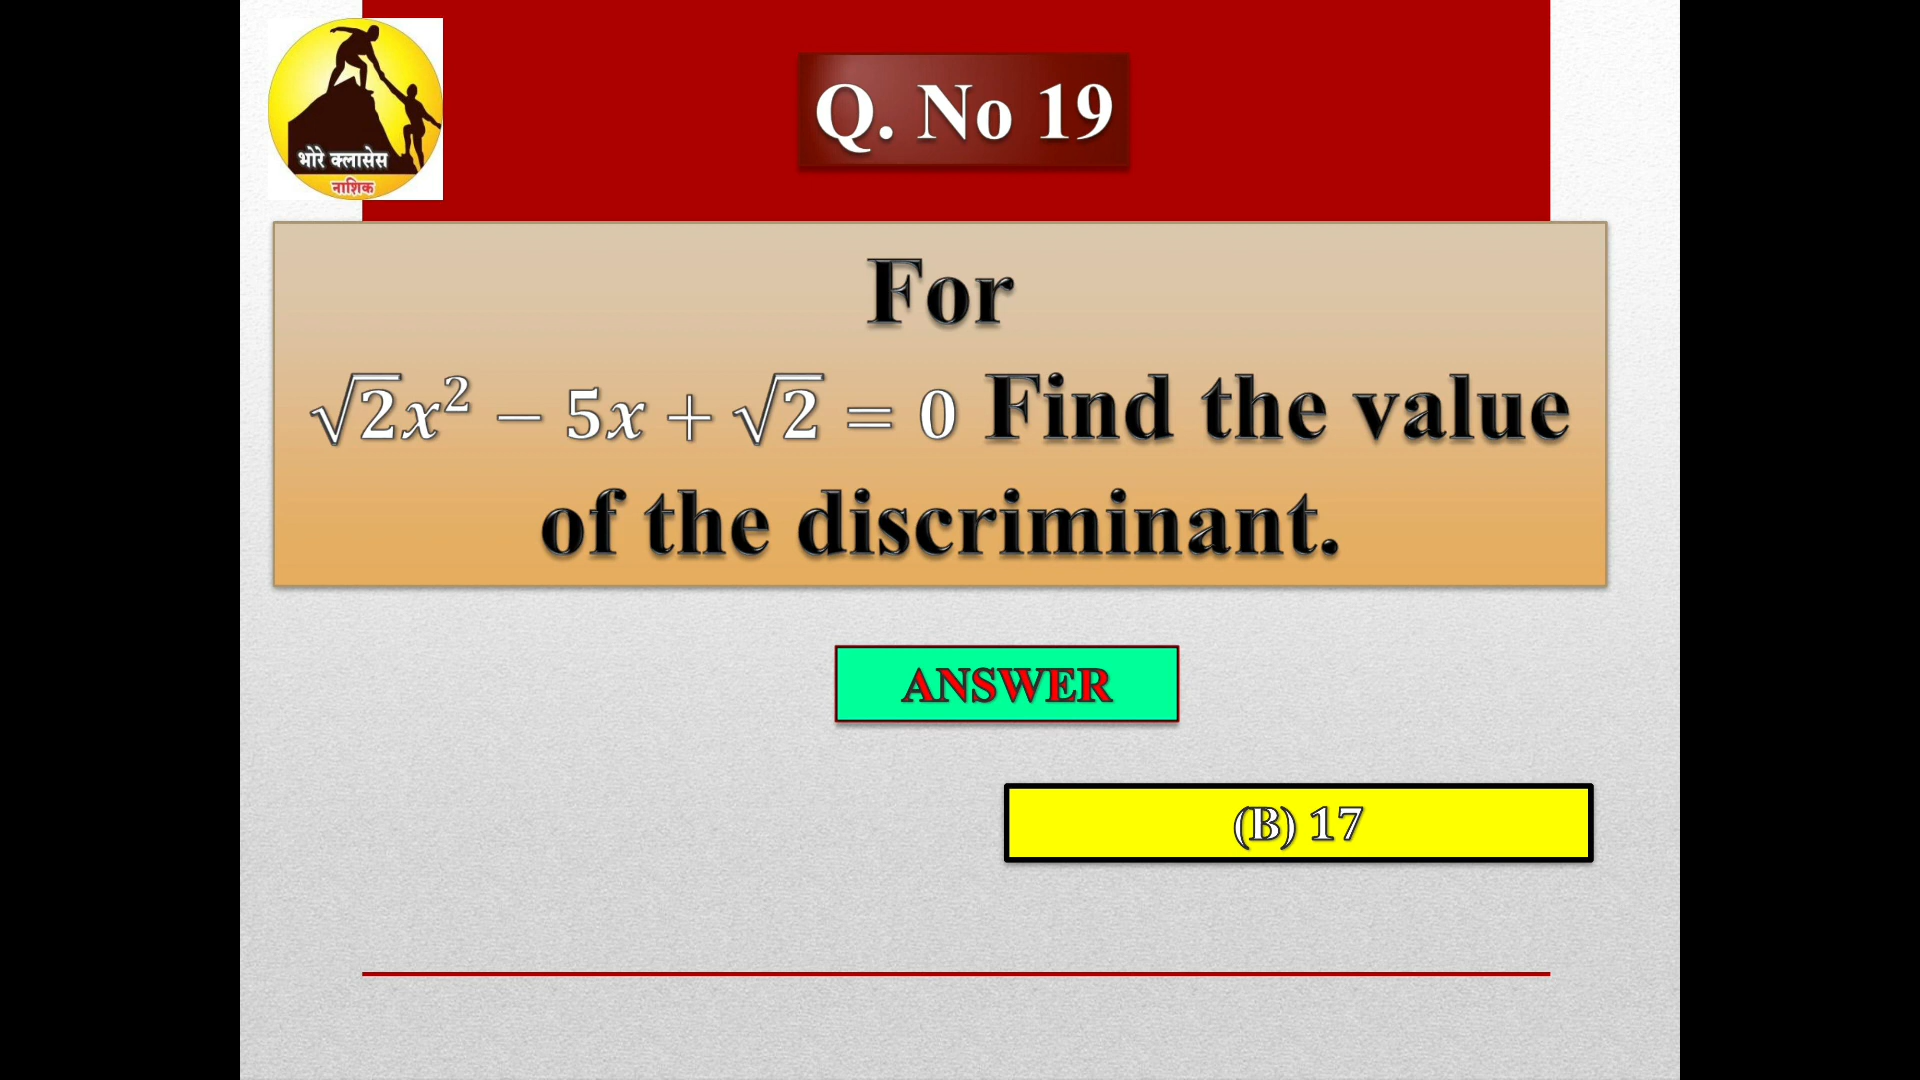 भोरे क्लासेस
नाशिक
Q. No 19
For
√2x² − 5x + √2 = 0 Find the value
of the discriminant.
ANSWER
(B) 17